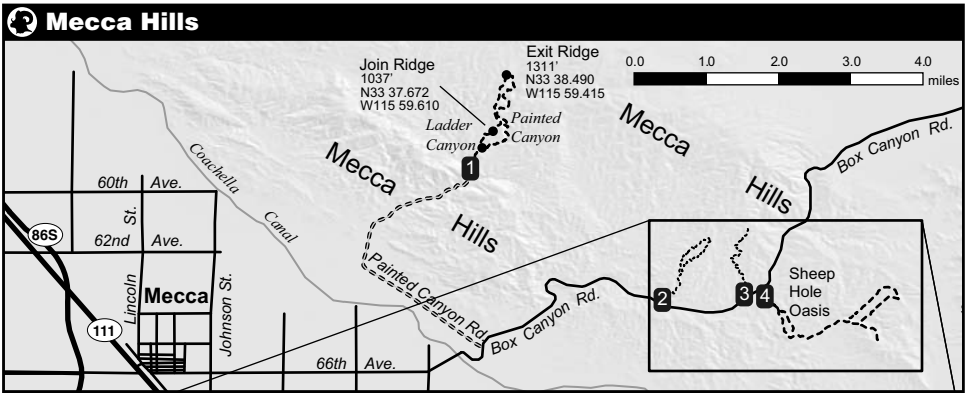 Mecca Hills
Exit Ridge
1311'
N33 38.490
W115 59.415
Join Ridge
1037'
N33 37.672
W115 59.610
0.0 1.0 2.0 3.0 4.0
miles
Ladder
Canyon
Painted
Canyon
1
Mecca
Hills
Mecca
Hills
Box Canyon Rd.
Coachella
Canal
60th Ave.
St.
86S
62nd Ave.
Painted Canyon Rd.
Lincoln
Mecca
Johnson St.
111
66th Ave.
Box Canyon Rd.
2
3
4
Sheep
Hole
Oasis